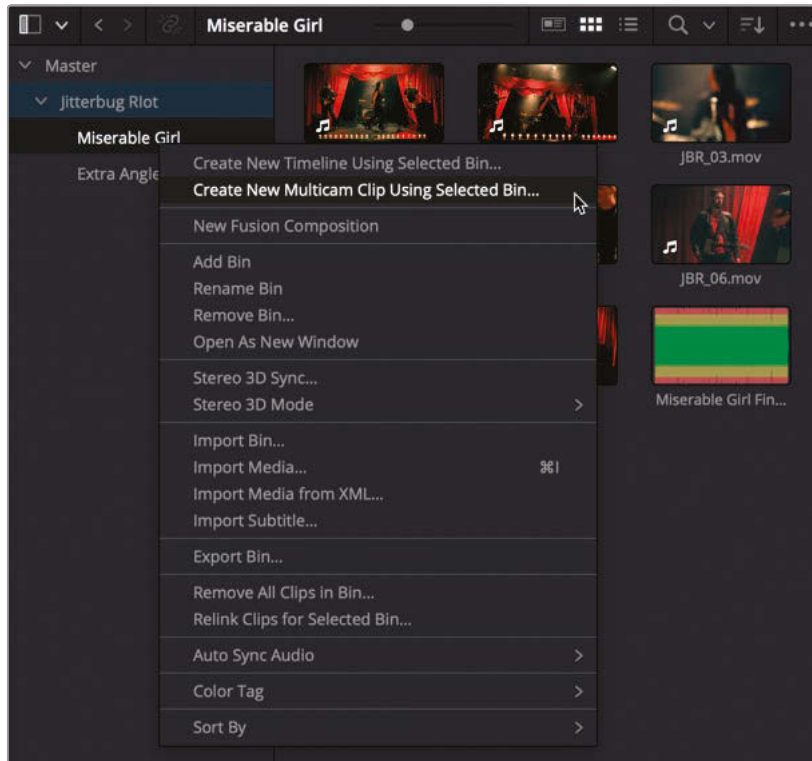 Miserable Girl
Master
Jitterbug RIot
Miserable Girl
Extra Angle
JBR_03.mov
JBR_06.mov
Miserable Girl Fin...
Create New Timeline Using Selected Bin...
Create New Multicam Clip Using Selected Bin...
New Fusion Composition
Add Bin
Rename Bin
Remove Bin...
Open As New Window
Stereo 3D Sync...
Stereo 3D Mode
Import Bin...
Import Media... ⌘I
Import Media from XML...
Import Subtitle...
Export Bin...
Remove All Clips in Bin...
Relink Clips for Selected Bin...
Auto Sync Audio
Color Tag
Sort By